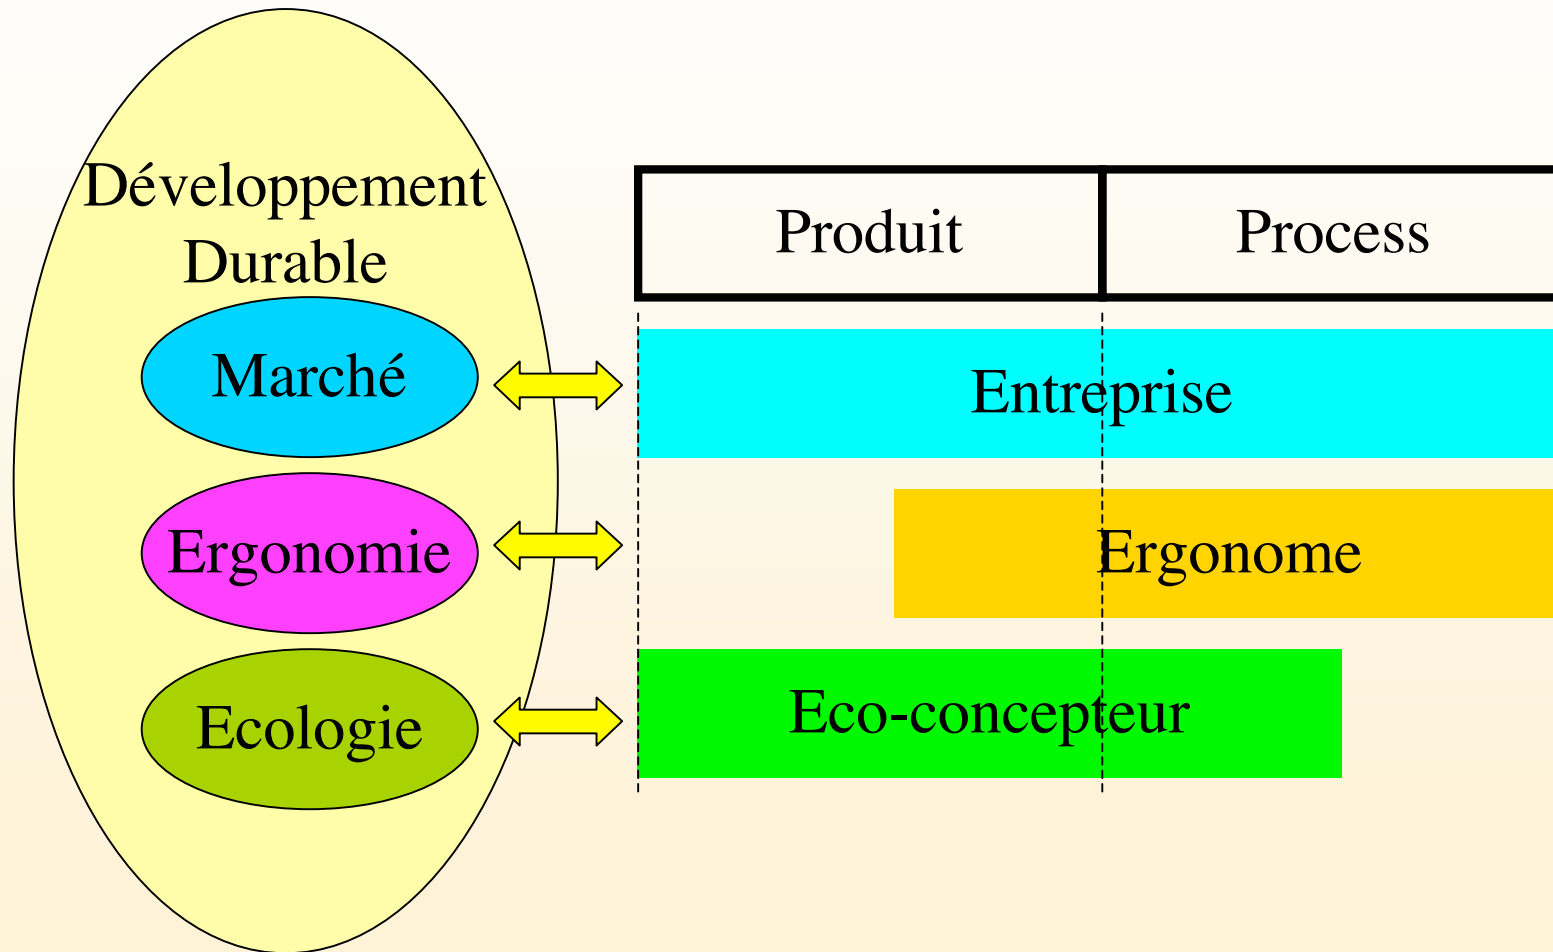 Développement
Durable
Marché
Ergonomie
Ecologie
Produit
Process
Entreprise
Ergonome
Eco-concepteur